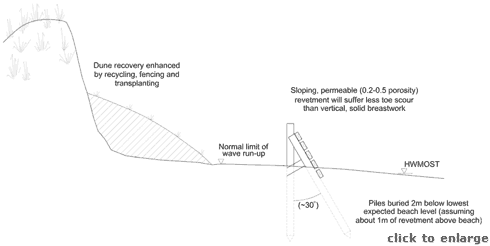 Dune recovery enhanced
by recycling, fencing and
transplanting
Sloping, permeable (0.2-0.5 porosity)
revetment will suffer less toe scour
than vertical, solid breastwork
Normal limit of
wave run-up
HWMOST
(~30˚)
Piles buried 2m below lowest
expected beach level (assuming
about 1m of revetment above beach)
click to enlarge